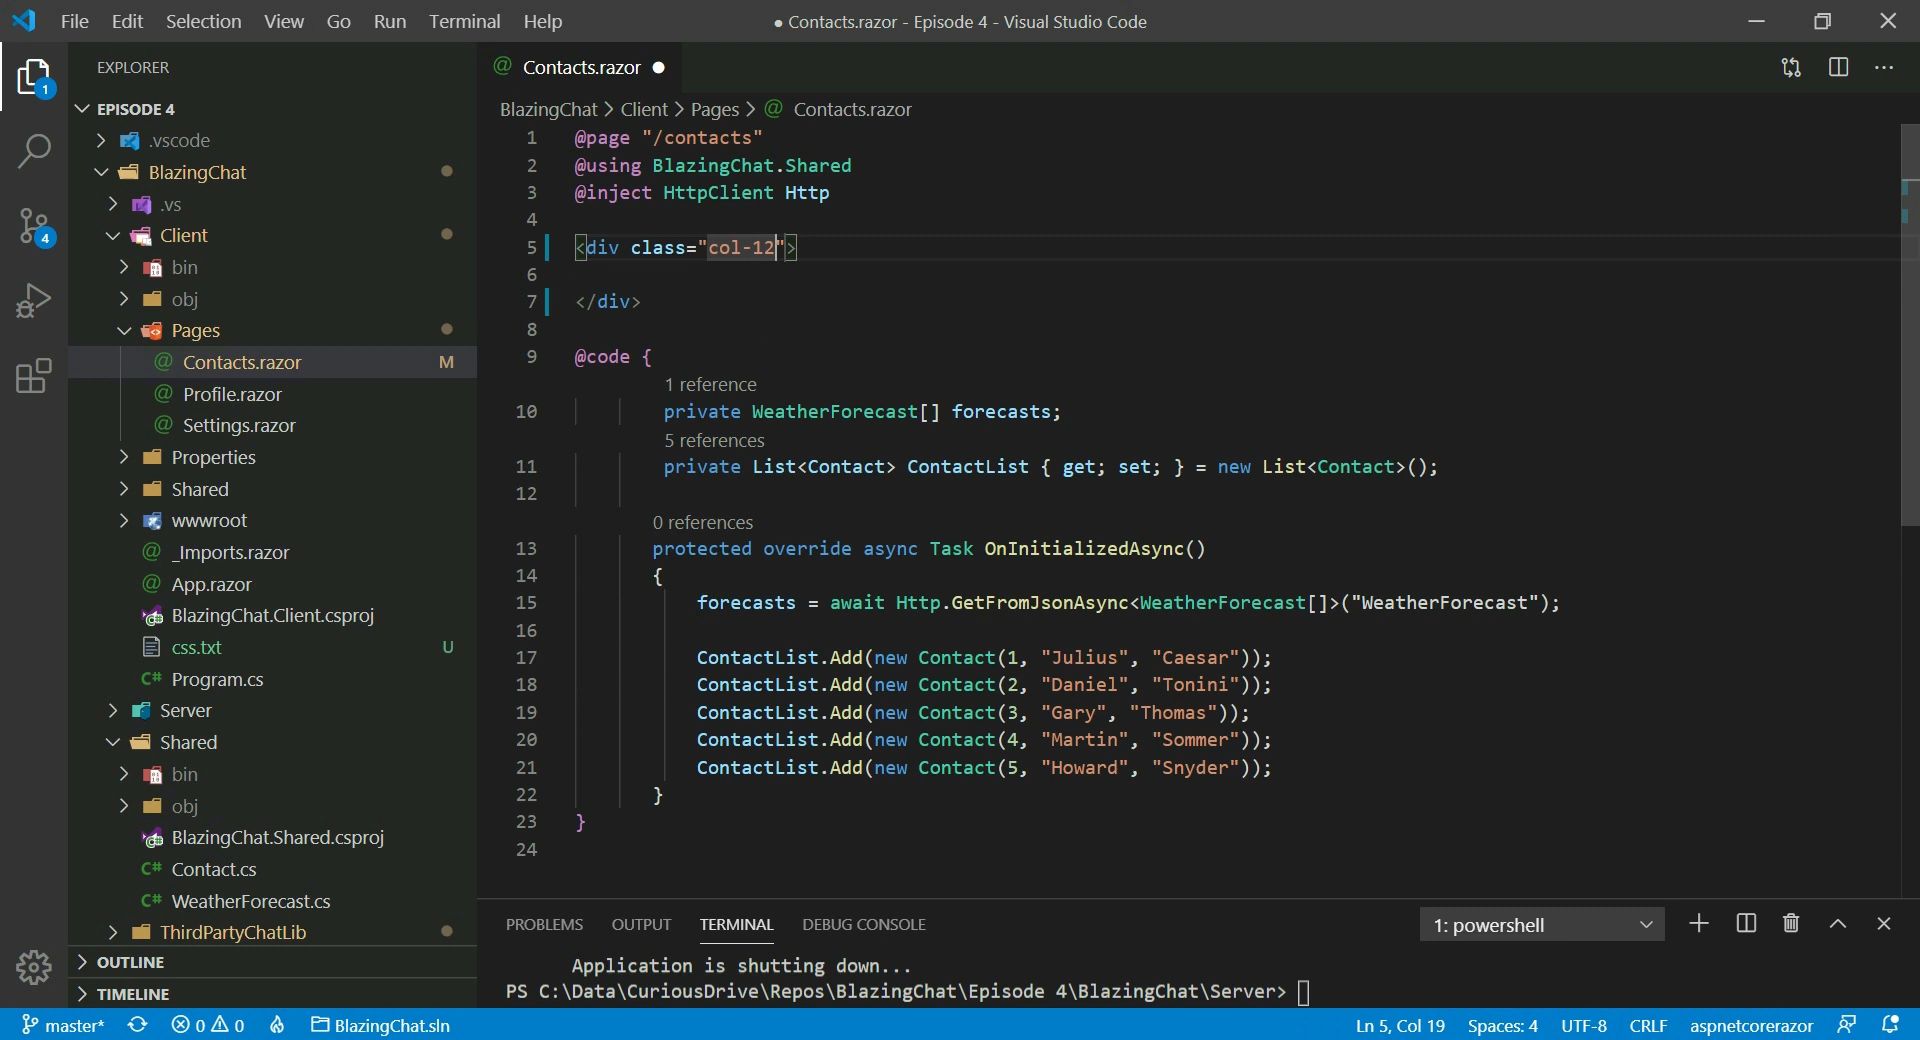 File Edit Selection View Go Run Terminal Help
● Contacts.razor - Episode 4 - Visual Studio Code
1
4
EXPLORER
EPISODE 4
.vscode
BlazingChat
.vs
Client
bin
obj
Pages
Contacts.razor M
Profile.razor
Settings.razor
Properties
Shared
wwwroot
_Imports.razor
App.razor
BlazingChat.Client.csproj
css.txt U
C# Program.cs
Server
Shared
bin
obj
BlazingChat.Shared.csproj
C# Contact.cs
C# WeatherForecast.cs
ThirdPartyChatLib
OUTLINE
TIMELINE
@ Contacts.razor ●
BlazingChat > Client > Pages > @ Contacts.razor
1 @page "/contacts"
2 @using BlazingChat.Shared
3 @inject HttpClient Http
4
5 <div class="col-12">
6
7 </div>
8
9 @code {
1 reference
10 private WeatherForecast[] forecasts;
5 references
11 private List<Contact> ContactList { get; set; } = new List<Contact>();
12
0 references
13 protected override async Task OnInitializedAsync()
14 {
15 forecasts = await Http.GetFromJsonAsync<WeatherForecast[]>("WeatherForecast");
16
17 ContactList.Add(new Contact(1, "Julius", "Caesar"));
18 ContactList.Add(new Contact(2, "Daniel", "Tonini"));
19 ContactList.Add(new Contact(3, "Gary", "Thomas"));
20 ContactList.Add(new Contact(4, "Martin", "Sommer"));
21 ContactList.Add(new Contact(5, "Howard", "Snyder"));
22 }
23 }
24
PROBLEMS OUTPUT TERMINAL DEBUG CONSOLE
1: powershell
Application is shutting down...
PS C:\Data\CuriousDrive\Repos\BlazingChat\Episode 4\BlazingChat\Server>
master* 0 0 BlazingChat.sln
Ln 5, Col 19 Spaces: 4 UTF-8 CRLF aspnetcorerazor